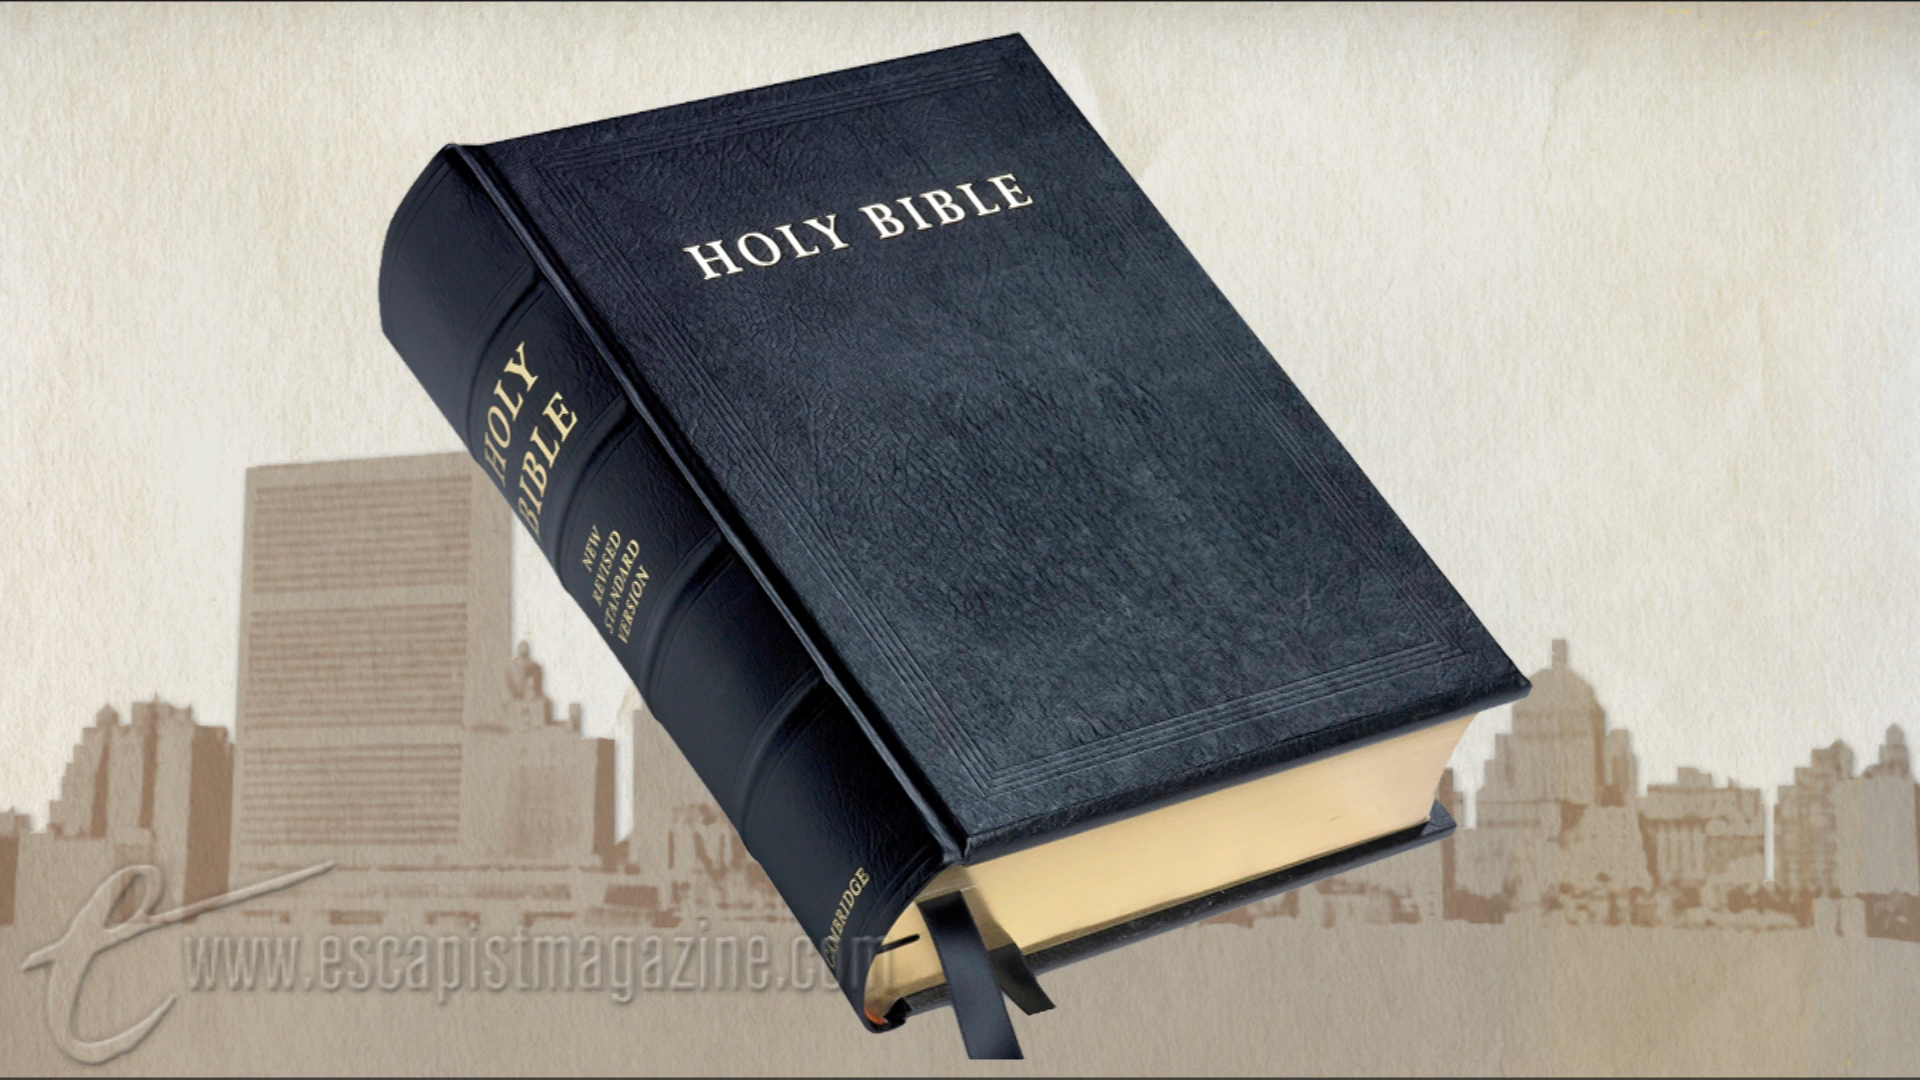 HOLY BIBLE
HOLY
BIBLE
NEW
REVISED
STANDARD
VERSION
CAMBRIDGE
www.escapistmagazine.com